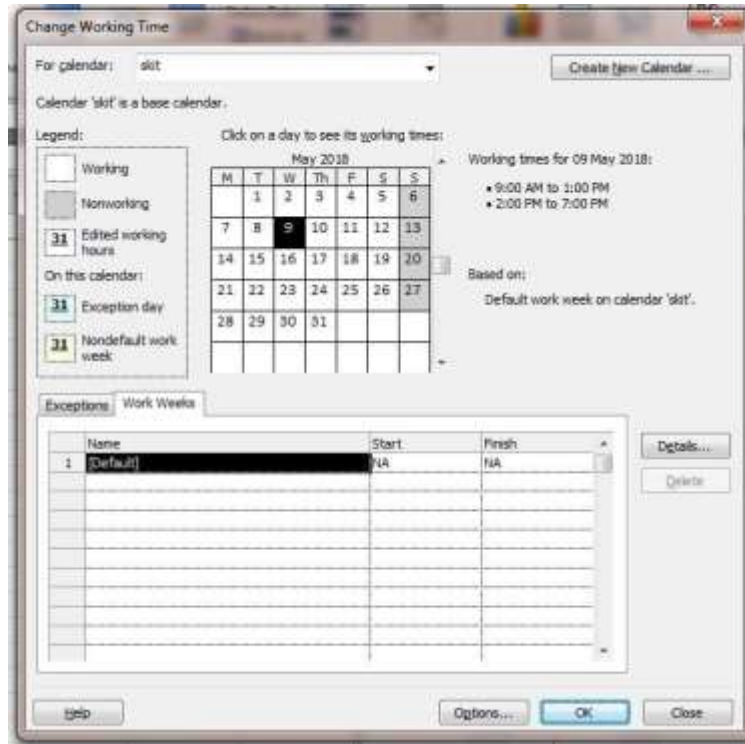 Change Working Time
For calendar: skit
Create New Calendar ...
Calendar 'skit' is a base calendar.
Legend:
Working
Nonworking
31 Edited working hours
On this calendar:
31 Exception day
31 Nondefault work week
Click on a day to see its working times:
May 2018
M T W Th F S S
1 2 3 4 5 6
7 8 9 10 11 12 13
14 15 16 17 18 19 20
21 22 23 24 25 26 27
28 29 30 31
Working times for 09 May 2018:
• 9:00 AM to 1:00 PM
• 2:00 PM to 7:00 PM
Based on:
Default work week on calendar 'skit'.
Exceptions Work Weeks
Name Start Finish
1 [Default] NA NA
Details...
Delete
Help
Options...
OK
Close